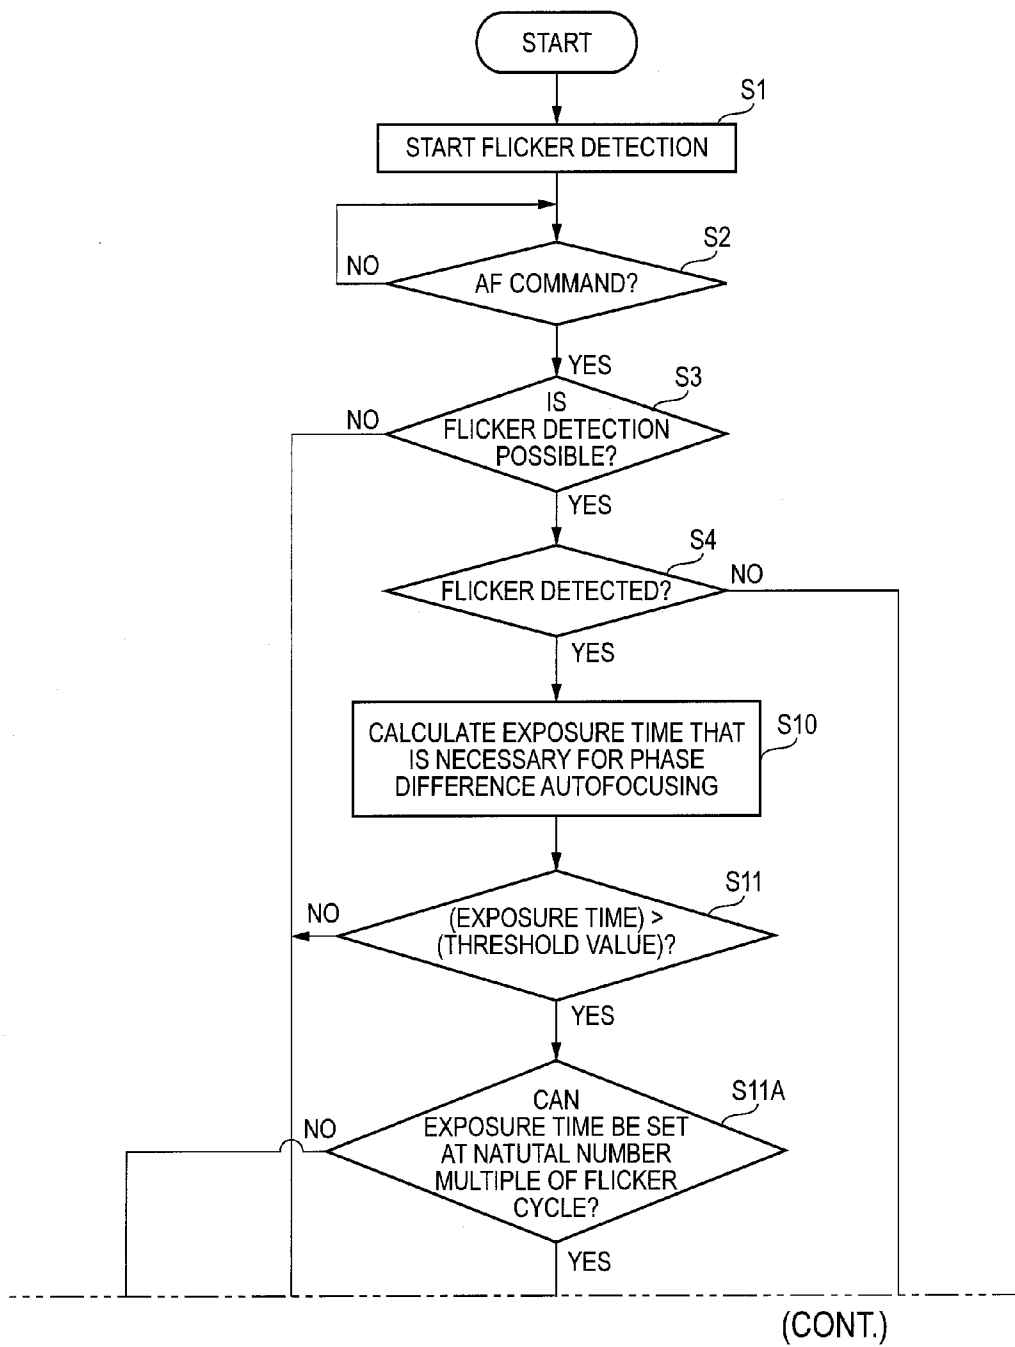 START
S1
START FLICKER DETECTION
S2
NO
AF COMMAND?
YES
S3
NO
IS
FLICKER DETECTION
POSSIBLE?
YES
S4
FLICKER DETECTED?
NO
YES
S10
CALCULATE EXPOSURE TIME THAT
IS NECESSARY FOR PHASE
DIFFERENCE AUTOFOCUSING
S11
NO
(EXPOSURE TIME) >
(THRESHOLD VALUE)?
YES
S11A
NO
CAN
EXPOSURE TIME BE SET
AT NATUTAL NUMBER
MULTIPLE OF FLICKER
CYCLE?
YES
(CONT.)